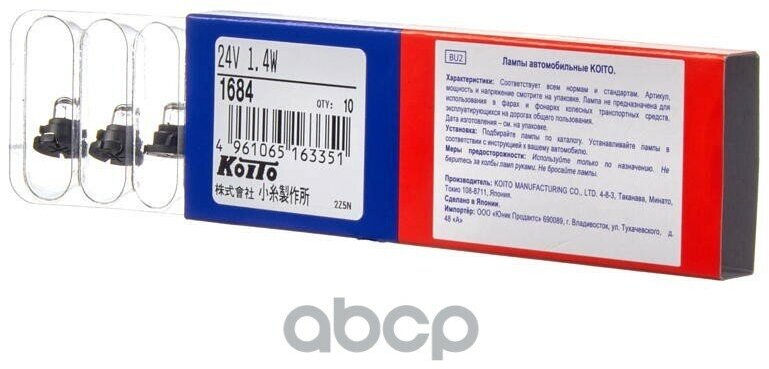 24V 1.4W
1684
QTY: 10
4 961065 163351
KOITO
株式会社 小糸製作所
2Z5N
BU2
Лампы автомобильные KOITO.
Характеристики: Соответствует всем нормам и стандартам. Артикул,
мощность и напряжение смотрите на упаковке. Лампа не предназначена для
использования в фарах и фонарях колесных транспортных средств,
эксплуатирующихся на дорогах общего пользования.
Дата изготовления – см. на упаковке.
Установка: Подбирайте лампы по каталогу. Устанавливайте лампы в
соответствии с инструкцией к вашему автомобилю.
Меры предосторожности: Используйте только по назначению. Не
беритесь за колбы ламп руками. Не бросайте лампы.
Производитель: KOITO MANUFACTURING CO., LTD. 4-8-3, Таканава, Минато,
Токио 108-8711, Япония.
Сделано в Японии.
Импортёр: ООО «Юник Продактс» 690089, г. Владивосток, ул. Тухачевского, д.
48 «А»
abcp